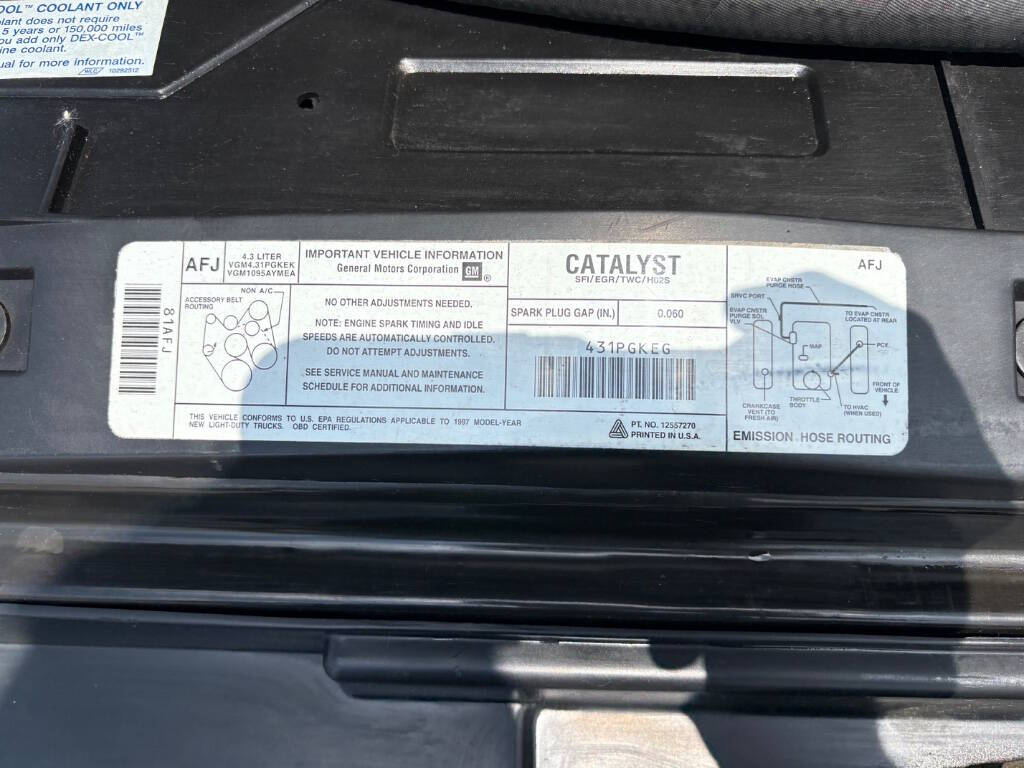 COOL™ COOLANT ONLY
does not require
5 years or 150,000 miles
you add only DEX-COOL™
coolant.
for more information.
10292512
AFJ
4.3 LITER
VGM4.31PGKEK
VGM1095AYMEA
IMPORTANT VEHICLE INFORMATION
General Motors Corporation GM ®
CATALYST
SFI/EGR/TWC/HO2S
AFJ
81AFJ
NON A/C
ACCESSORY BELT
ROUTING
NO OTHER ADJUSTMENTS NEEDED.
NOTE: ENGINE SPARK TIMING AND IDLE
SPEEDS ARE AUTOMATICALLY CONTROLLED.
DO NOT ATTEMPT ADJUSTMENTS.
SEE SERVICE MANUAL AND MAINTENANCE
SCHEDULE FOR ADDITIONAL INFORMATION.
SPARK PLUG GAP (IN.) 0.060
431PGKEG
EVAP CNSTR
PURGE HOSE
SRVC PORT
EVAP CNSTR
PURGE SOL
VLV
TO EVAP CNSTR
LOCATED AT REAR
MAP
PCV
FRONT OF
VEHICLE
CRANKCASE
VENT (TO
FRESH AIR)
THROTTLE
BODY
TO HVAC
(WHEN USED)
THIS VEHICLE CONFORMS TO U.S. EPA REGULATIONS APPLICABLE TO 1997 MODEL-YEAR
NEW LIGHT-DUTY TRUCKS. OBD CERTIFIED.
PT. NO. 12557270
PRINTED IN U.S.A.
EMISSION HOSE ROUTING